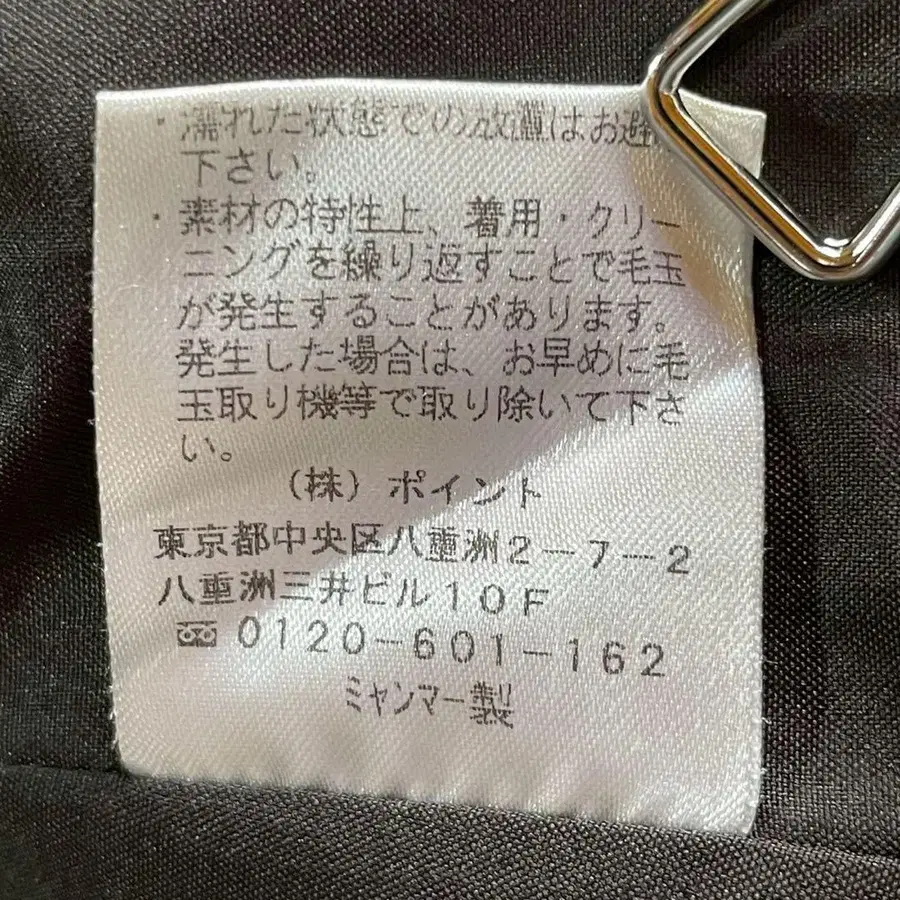 ・濡れた状態での放置はお避け
下さい。
・素材の特性上、着用・クリー
ニングを繰り返すことで毛玉
が発生することがあります。
発生した場合は、お早めに毛
玉取り機等で取り除いて下さ
い。
(株)ポイント
東京都中央区八重洲2-7-2
八重洲三井ビル10F
0120-601-162
ミャンマー製